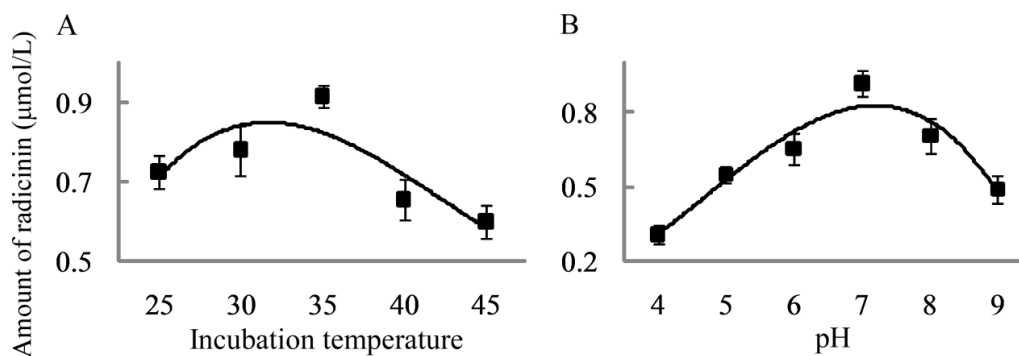 A
Amount of radicinin (µmol/L)
0.9
0.7
0.5
25 30 35 40 45
Incubation temperature
B
0.8
0.5
0.2
4 5 6 7 8 9
pH